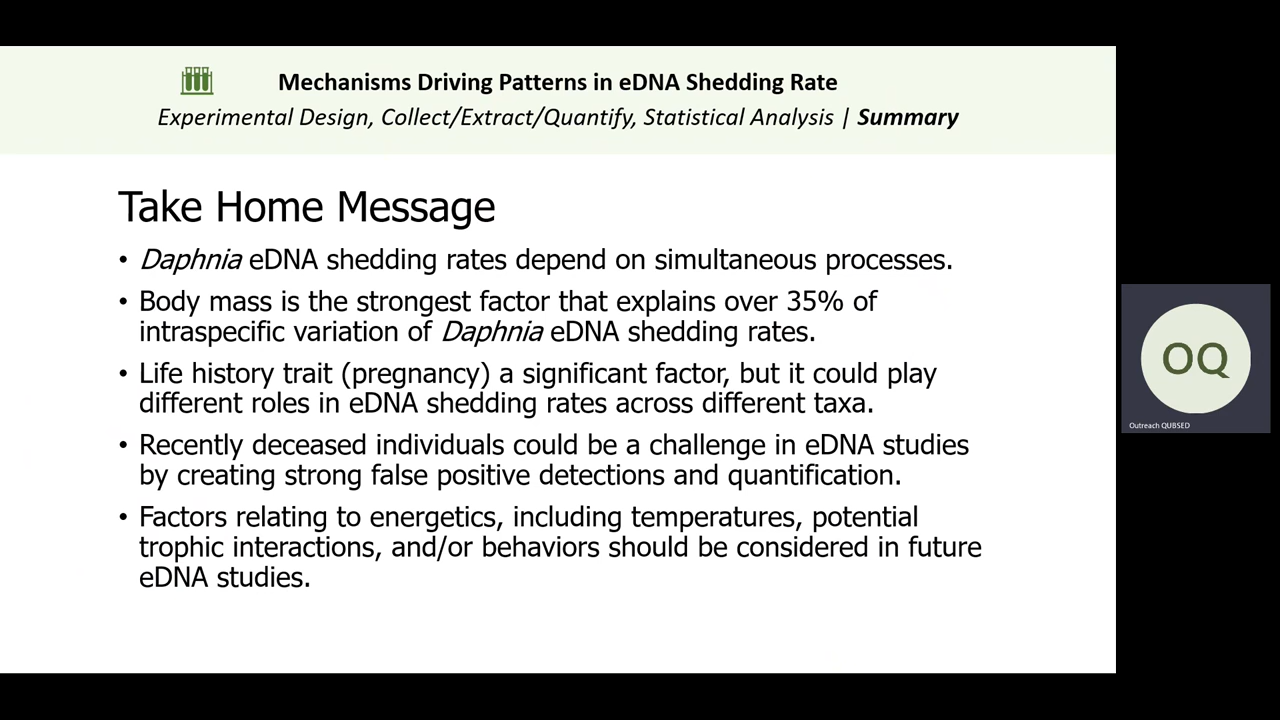 Mechanisms Driving Patterns in eDNA Shedding Rate
Experimental Design, Collect/Extract/Quantify, Statistical Analysis | Summary
Take Home Message
• Daphnia eDNA shedding rates depend on simultaneous processes.
• Body mass is the strongest factor that explains over 35% of
intraspecific variation of Daphnia eDNA shedding rates.
• Life history trait (pregnancy) a significant factor, but it could play
different roles in eDNA shedding rates across different taxa.
• Recently deceased individuals could be a challenge in eDNA studies
by creating strong false positive detections and quantification.
• Factors relating to energetics, including temperatures, potential
trophic interactions, and/or behaviors should be considered in future
eDNA studies.
OQ
Outreach QUBSED